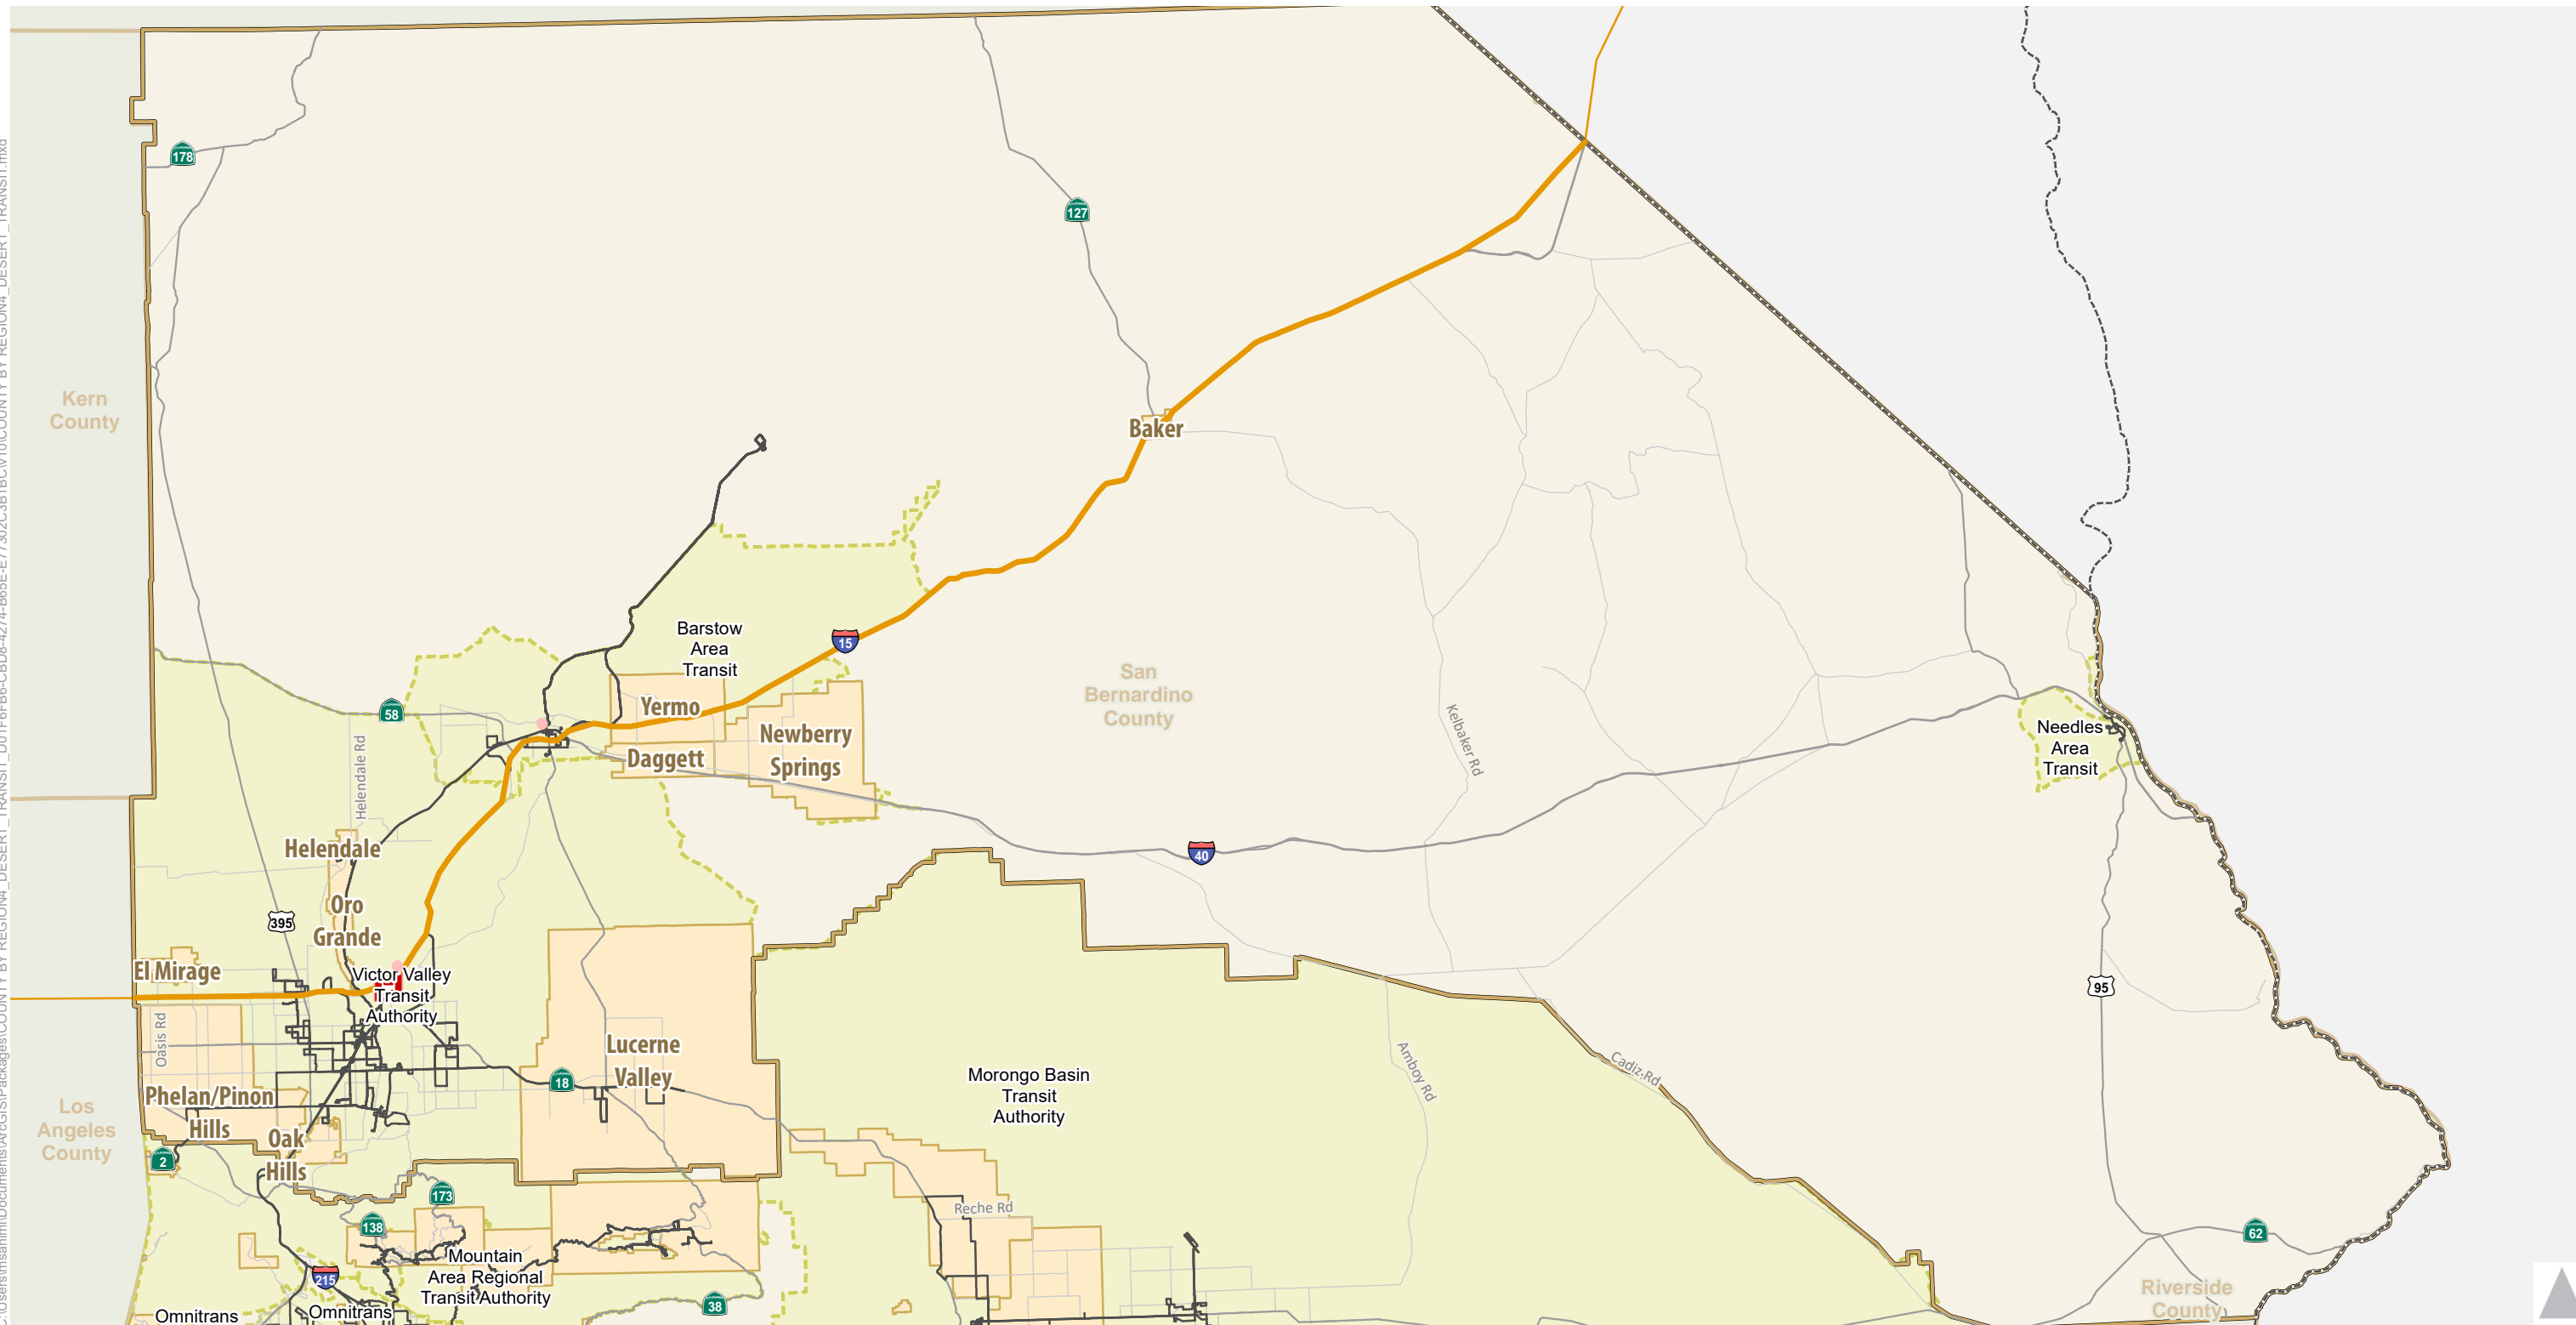 178
127
Kern
County
Baker
Barstow
Area
Transit
15
San
Bernardino
County
Yermo
58
Kelbaker Rd
Newberry
Springs
Needles
Area
Transit
Daggett
Helendale Rd
Helendale
40
Oro
Grande
395
El Mirage
Victor Valley
Transit
Authority
95
Oasis Rd
Lucerne
Valley
18
Amboy Rd
Cadiz Rd
Morongo Basin
Transit
Authority
Phelan/Pinon
Hills
Los
Angeles
County
Oak
Hills
2
173
Reche Rd
138
62
Mountain
Area Regional
Transit Authority
215
38
Riverside
County
Omnitrans
Omnitrans